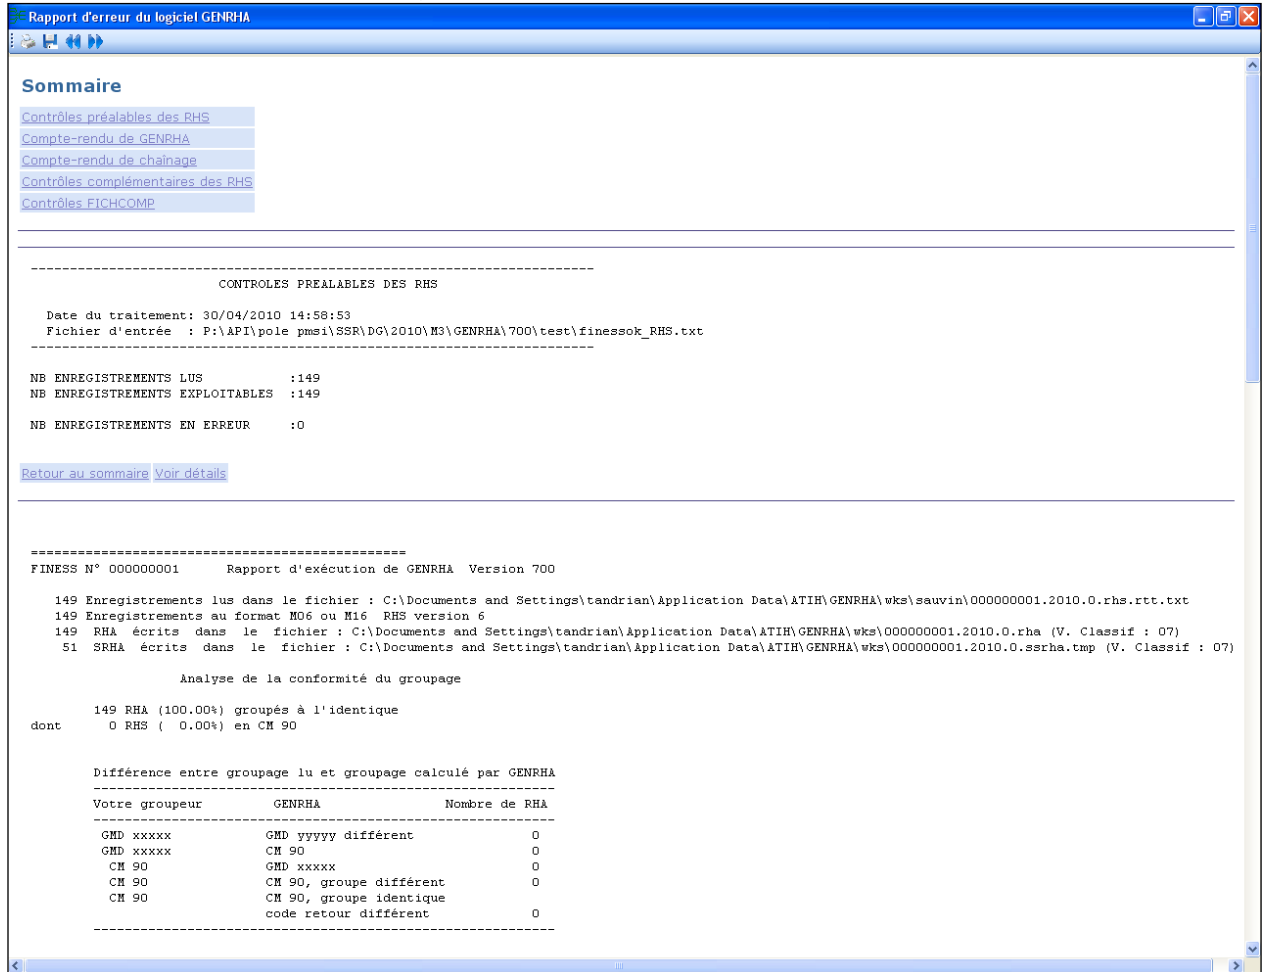 Rapport d'erreur du logiciel GENRHA
Sommaire
Contrôles préalables des RHS
Compte-rendu de GENRHA
Compte-rendu de chaînage
Contrôles complémentaires des RHS
Contrôles FICHCOMP
------------------------------------------------------------------------
CONTROLES PREALABLES DES RHS
Date du traitement: 30/04/2010 14:58:53
Fichier d'entrée : P:\API\pole pmsi\SSR\DG\2010\M3\GENRHA\700\test\finessok_RHS.txt
------------------------------------------------------------------------
NB ENREGISTREMENTS LUS :149
NB ENREGISTREMENTS EXPLOITABLES :149
NB ENREGISTREMENTS EN ERREUR :0
Retour au sommaire Voir détails
================================================
FINESS N° 000000001 Rapport d'exécution de GENRHA Version 700
149 Enregistrements lus dans le fichier : C:\Documents and Settings\tandrian\Application Data\ATIH\GENRHA\wks\sauvin\000000001.2010.0.rhs.rtt.txt
149 Enregistrements au format M06 ou M16 RHS version 6
149 RHA écrits dans le fichier : C:\Documents and Settings\tandrian\Application Data\ATIH\GENRHA\wks\000000001.2010.0.rha (V. Classif : 07)
51 SRHA écrits dans le fichier : C:\Documents and Settings\tandrian\Application Data\ATIH\GENRHA\wks\000000001.2010.0.ssrha.tmp (V. Classif : 07)
Analyse de la conformité du groupage
149 RHA (100.00%) groupés à l'identique
dont 0 RHS ( 0.00%) en CM 90
Différence entre groupage lu et groupage calculé par GENRHA
-----------------------------------------------------------
Votre groupeur GENRHA Nombre de RHA
-----------------------------------------------------------
GMD xxxxx GMD yyyyy différent 0
GMD xxxxx CM 90 0
CM 90 GMD xxxxx 0
CM 90 CM 90, groupe différent 0
CM 90 CM 90, groupe identique
code retour différent 0
-----------------------------------------------------------